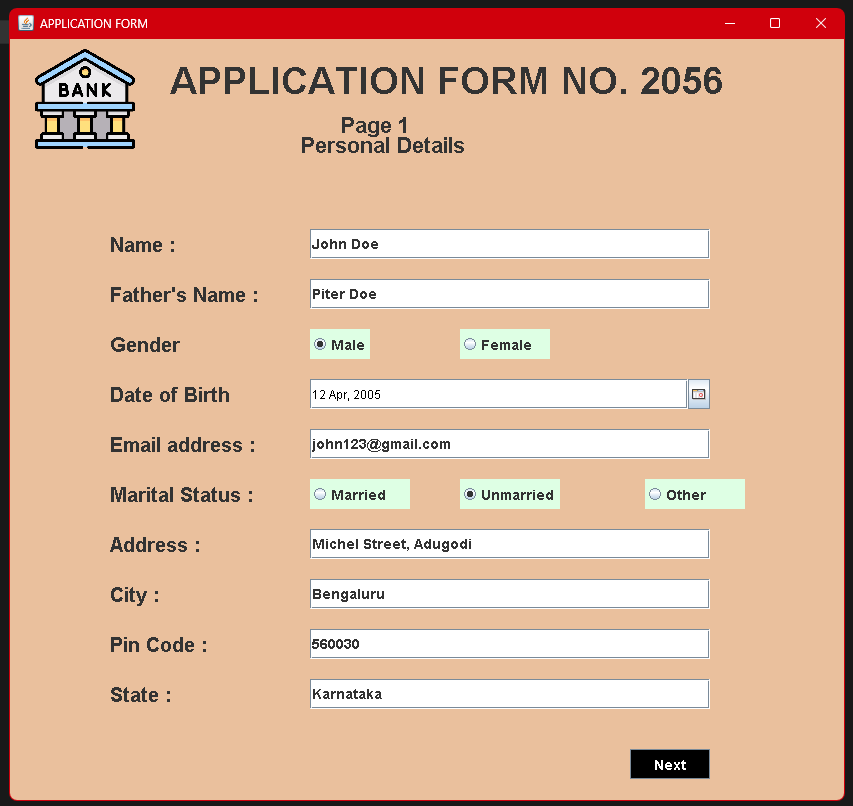 APPLICATION FORM
BANK
APPLICATION FORM NO. 2056
Page 1
Personal Details
Name : John Doe
Father's Name : Piter Doe
Gender Male Female
Date of Birth 12 Apr, 2005
Email address : john123@gmail.com
Marital Status : Married Unmarried Other
Address : Michel Street, Adugodi
City : Bengaluru
Pin Code : 560030
State : Karnataka
Next